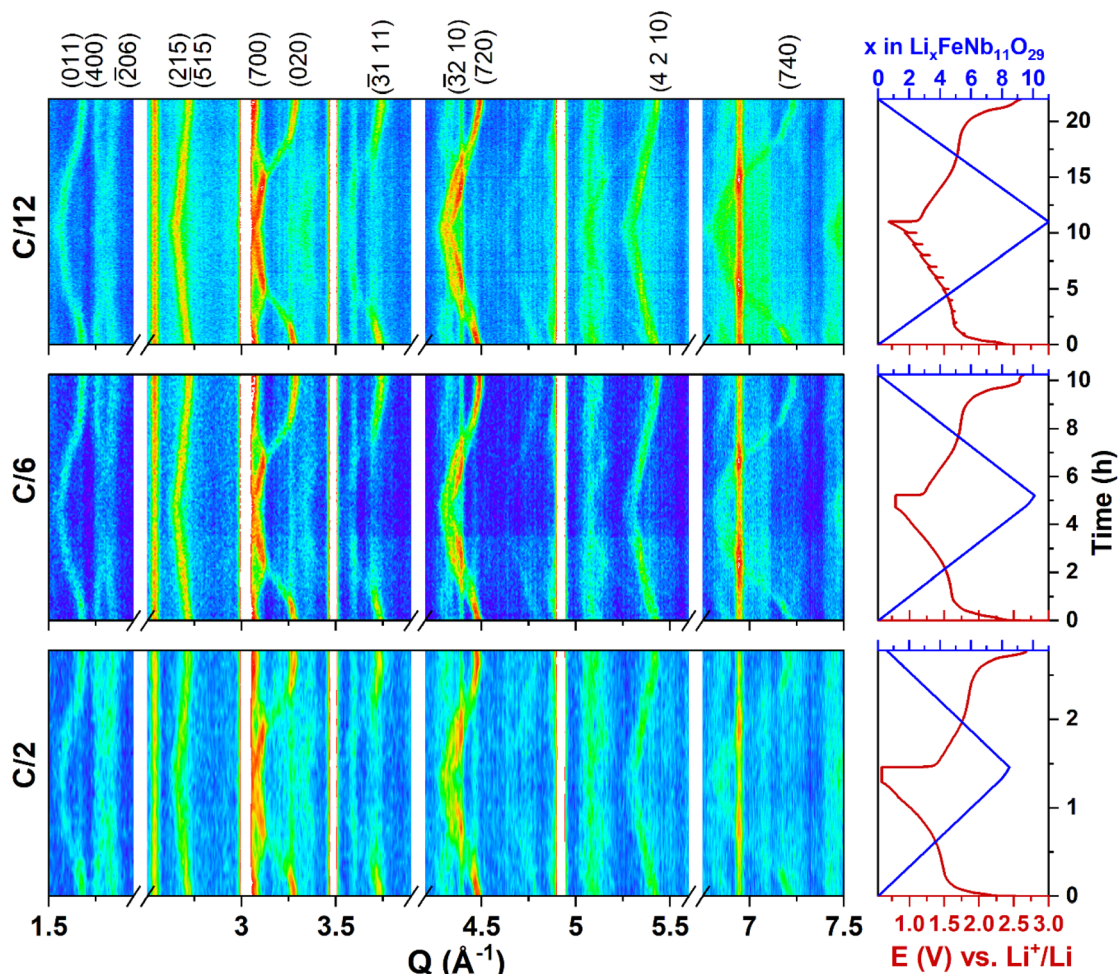 (011)
(400)
(2̅06)
(215)
(5̅15)
(700)
(020)
(3̅1 11)
(3̅2 10)
(720)
(4 2 10)
(740)
x in LiₓFeNb₁₁O₂₉
0 2 4 6 8 10
C/12
20
15
10
5
0
C/6
10
8
6
4
2
0
Time (h)
C/2
2
1
0
1.5 3 3.5 4.5 5 5.5 7 7.5
Q (Å⁻¹)
1.0 1.5 2.0 2.5 3.0
E (V) vs. Li⁺/Li